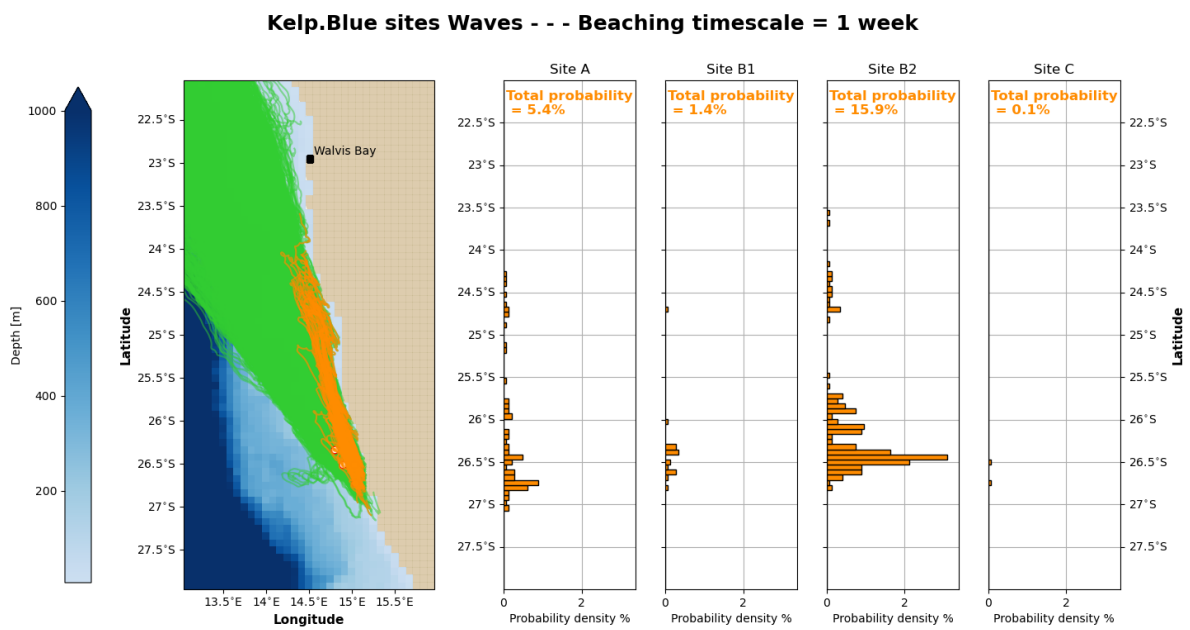 Kelp.Blue sites Waves - - - Beaching timescale = 1 week
Depth [m]
1000
800
600
400
200
Latitude
22.5°S
23°S
23.5°S
24°S
24.5°S
25°S
25.5°S
26°S
26.5°S
27°S
27.5°S
Walvis Bay
13.5°E 14°E 14.5°E 15°E 15.5°E
Longitude
Site A
Total probability
= 5.4%
0 2
Probability density %
Site B1
Total probability
= 1.4%
0 2
Probability density %
Site B2
Total probability
= 15.9%
0 2
Probability density %
Site C
Total probability
= 0.1%
0 2
Probability density %
22.5°S
23°S
23.5°S
24°S
24.5°S
25°S
25.5°S
26°S
26.5°S
27°S
27.5°S
Latitude